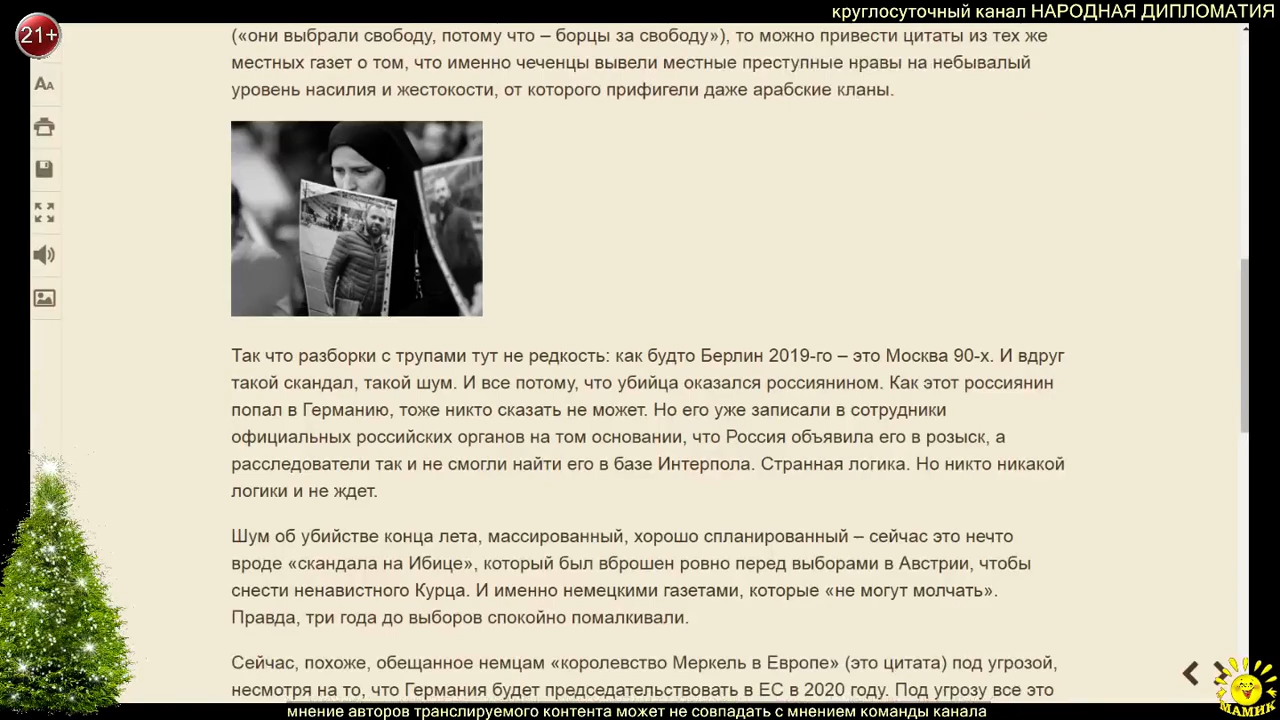 круглосуточный канал НАРОДНАЯ ДИПЛОМАТИЯ
21+
(«они выбрали свободу, потому что – борцы за свободу»), то можно привести цитаты из тех же
местных газет о том, что именно чеченцы вывели местные преступные нравы на небывалый
уровень насилия и жестокости, от которого прифигели даже арабские кланы.
AA
Так что разборки с трупами тут не редкость: как будто Берлин 2019-го – это Москва 90-х. И вдруг
такой скандал, такой шум. И все потому, что убийца оказался россиянином. Как этот россиянин
попал в Германию, тоже никто сказать не может. Но его уже записали в сотрудники
официальных российских органов на том основании, что Россия объявила его в розыск, а
расследователи так и не смогли найти его в базе Интерпола. Странная логика. Но никто никакой
логики и не ждет.
Шум об убийстве конца лета, массированный, хорошо спланированный – сейчас это нечто
вроде «скандала на Ибице», который был вброшен ровно перед выборами в Австрии, чтобы
снести ненавистного Курца. И именно немецкими газетами, которые «не могут молчать».
Правда, три года до выборов спокойно помалкивали.
Сейчас, похоже, обещанное немцам «королевство Меркель в Европе» (это цитата) под угрозой,
несмотря на то, что Германия будет председательствовать в ЕС в 2020 году. Под угрозу все это
МАМИК
мнение авторов транслируемого контента может не совпадать с мнением команды канала